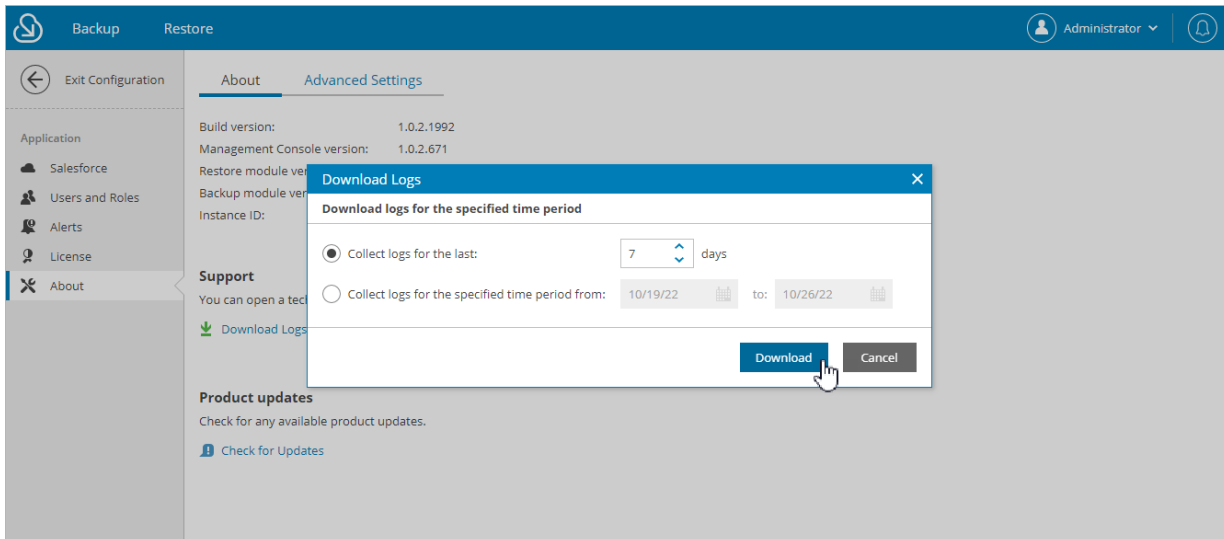 Backup Restore Administrator
Exit Configuration
Application
Salesforce
Users and Roles
Alerts
License
About
About Advanced Settings
Build version: 1.0.2.1992
Management Console version: 1.0.2.671
Restore module ver
Backup module ver
Instance ID:
Support
You can open a tec
Download Logs
Product updates
Check for any available product updates.
Check for Updates
Download Logs
Download logs for the specified time period
Collect logs for the last: 7 days
Collect logs for the specified time period from: 10/19/22 to: 10/26/22
Download Cancel